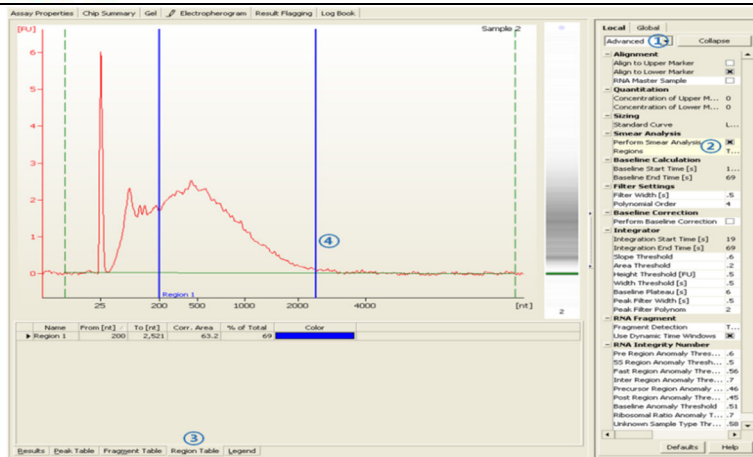 Assay Properties Chip Summary Gel Electropherogram Result Flagging Log Book
[FU] Sample 2
6
5
4
3
2
1
0
④
Region 1
25 200 500 1000 2000 4000 [nt]
2
Name From [nt] To [nt] Corr. Area % of Total Color
Region 1 200 2,521 63.2 69
③
Results Peak Table Fragment Table Region Table Legend
Local Global
Advanced ① Collapse
Alignment
Align to Upper Marker
Align to Lower Marker
RNA Master Sample
Quantitation
Concentration of Upper M... 0
Concentration of Lower M... 0
Sizing
Standard Curve L...
Smear Analysis
Perform Smear Analysis ②
Regions T...
Baseline Calculation
Baseline Start Time [s] 1...
Baseline End Time [s] 69
Filter Settings
Filter Width [s] .5
Polynomial Order 4
Baseline Correction
Perform Baseline Correction
Integrator
Integration Start Time [s] 19
Integration End Time [s] 69
Slope Threshold .6
Area Threshold .2
Height Threshold [FU] .5
Width Threshold [s] .5
Baseline Plateau [s] 6
Peak Filter Width [s] .5
Peak Filter Polynom 2
RNA Fragment
Fragment Detection T...
Use Dynamic Time Windows
RNA Integrity Number
Pre Region Anomaly Thres... .6
5S Region Anomaly Thresh... .5
Fast Region Anomaly Thre... .56
Inter Region Anomaly Thre... .7
Precursor Region Anomaly ... .46
Post Region Anomaly Thre... .45
Baseline Anomaly Threshold .51
Ribosomal Ratio Anomaly T... .7
Unknown Sample Type Thr... .58
Defaults Help